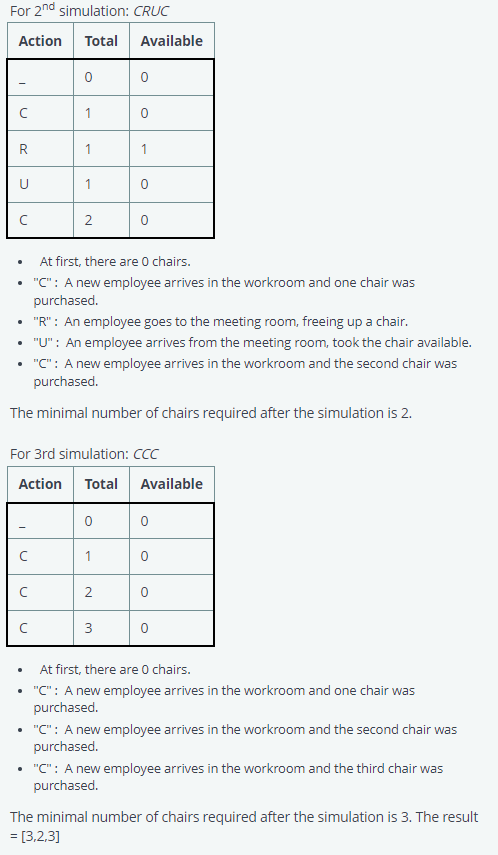 For 2nd simulation: CRUC
Action Total Available
_ 0 0
C 1 0
R 1 1
U 1 0
C 2 0
• At first, there are 0 chairs.
• "C" : A new employee arrives in the workroom and one chair was
purchased.
• "R" : An employee goes to the meeting room, freeing up a chair.
• "U" : An employee arrives from the meeting room, took the chair available.
• "C" : A new employee arrives in the workroom and the second chair was
purchased.
The minimal number of chairs required after the simulation is 2.
For 3rd simulation: CCC
Action Total Available
_ 0 0
C 1 0
C 2 0
C 3 0
• At first, there are 0 chairs.
• "C" : A new employee arrives in the workroom and one chair was
purchased.
• "C" : A new employee arrives in the workroom and the second chair was
purchased.
• "C" : A new employee arrives in the workroom and the third chair was
purchased.
The minimal number of chairs required after the simulation is 3. The result
= [3,2,3]